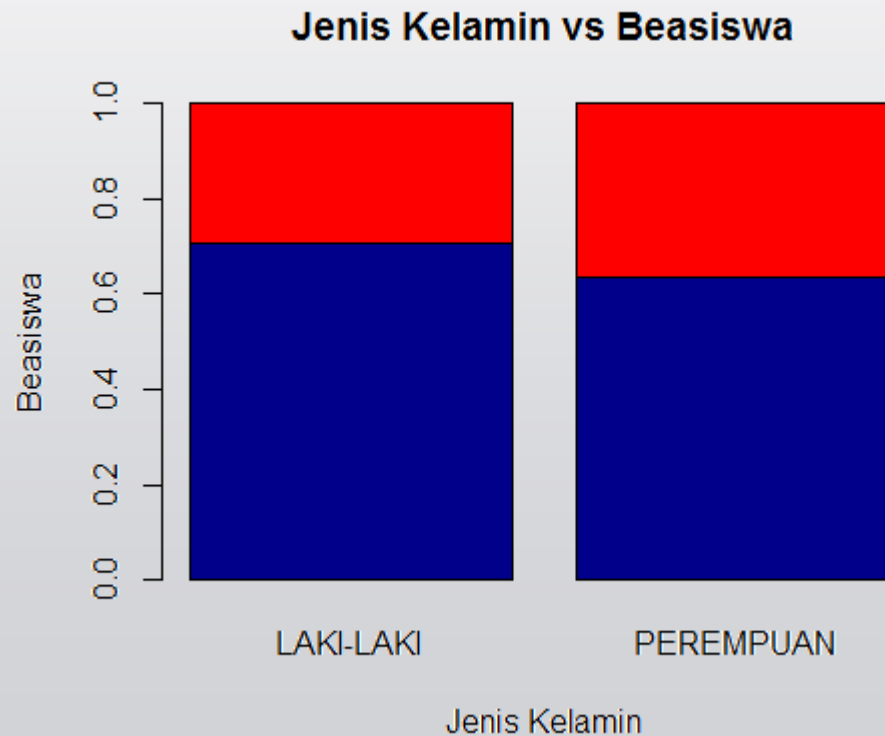 Jenis Kelamin vs Beasiswa
Beasiswa
1.0
0.8
0.6
0.4
0.2
0.0
LAKI-LAKI PEREMPUAN
Jenis Kelamin